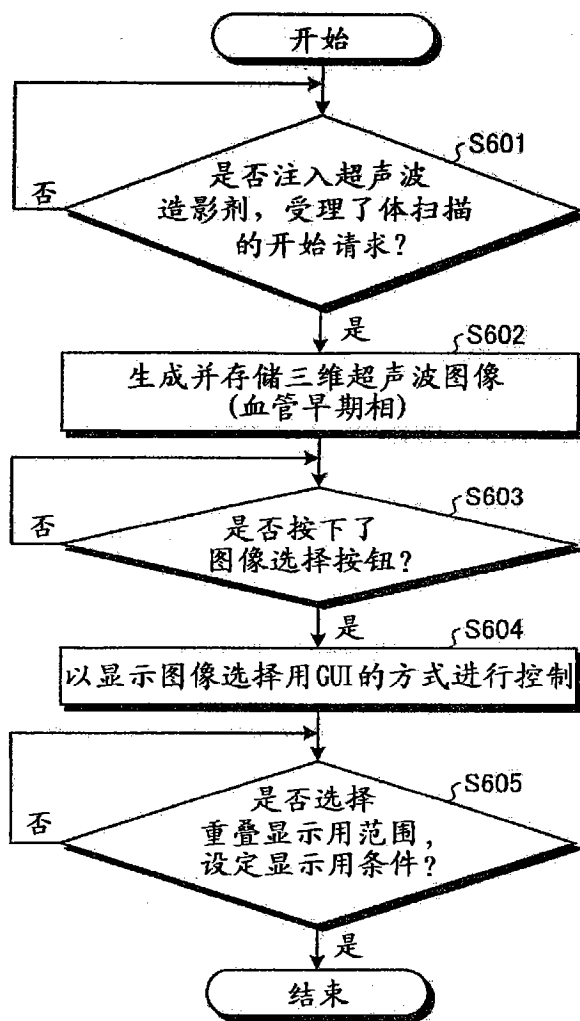 开始
S601
是否注入超声波
造影剂，受理了体扫描
的开始请求？
否
是
S602
生成并存储三维超声波图像
(血管早期相)
S603
是否按下了
图像选择按钮？
否
是
S604
以显示图像选择用GUI的方式进行控制
S605
是否选择
重叠显示用范围，
设定显示用条件？
否
是
结束